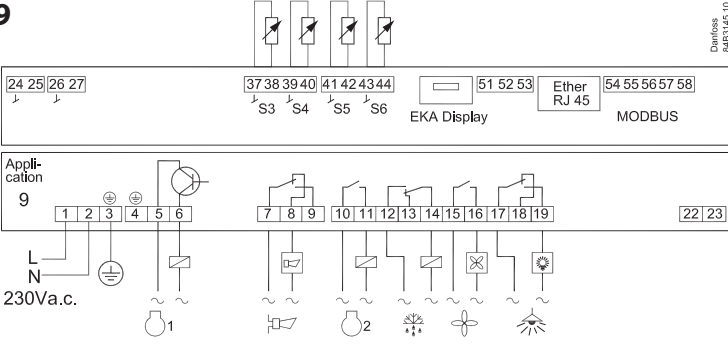 9
Danfoss
84B3145.10
24 25 26 27
37 38 39 40 41 42 43 44
51 52 53
Ether
RJ 45
54 55 56 57 58
S3 S4 S5 S6
EKA Display
MODBUS
Appli-
cation
9
1 2 3 4 5 6 7 8 9 10 11 12 13 14 15 16 17 18 19 22 23
L
N
230Va.c.
1 2